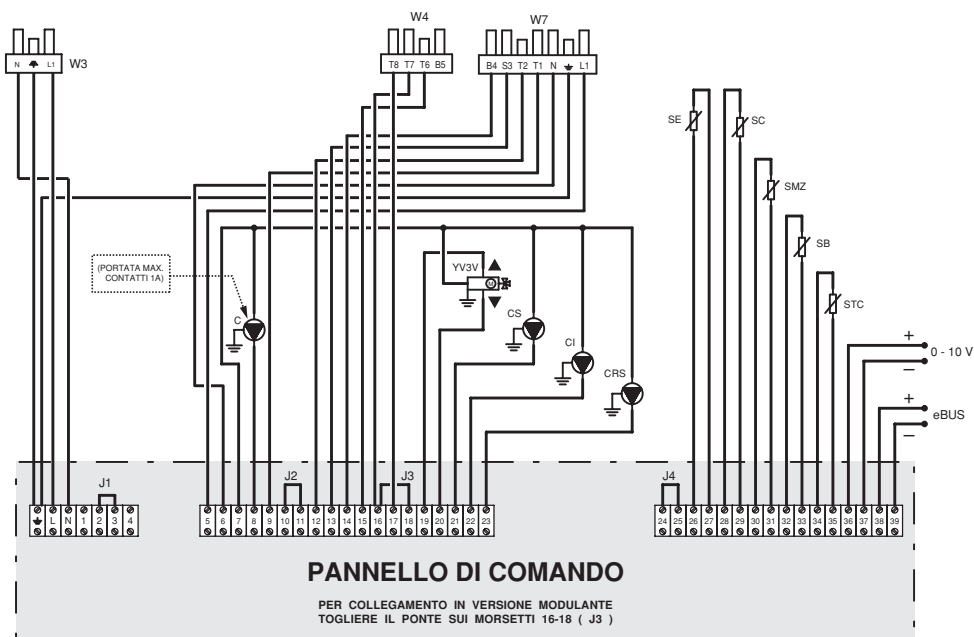 W4
W7
W3
N L1
T8 T7 T6 B5
B4 S3 T2 T1 N L1
SE
SC
SMZ
SB
STC
(PORTATA MAX.
CONTATTI 1A)
YV3V
M
C
CS
CI
CRS
+
0 - 10 V
–
+
eBUS
–
J1
J2
J3
J4
L N 1 2 3 4
5 6 7 8 9 10 11 12 13 14 15 16 17 18 19 20 21 22 23
24 25 26 27 28 29 30 31 32 33 34 35 36 37 38 39
PANNELLO DI COMANDO
PER COLLEGAMENTO IN VERSIONE MODULANTE
TOGLIERE IL PONTE SUI MORSETTI 16-18 ( J3 )